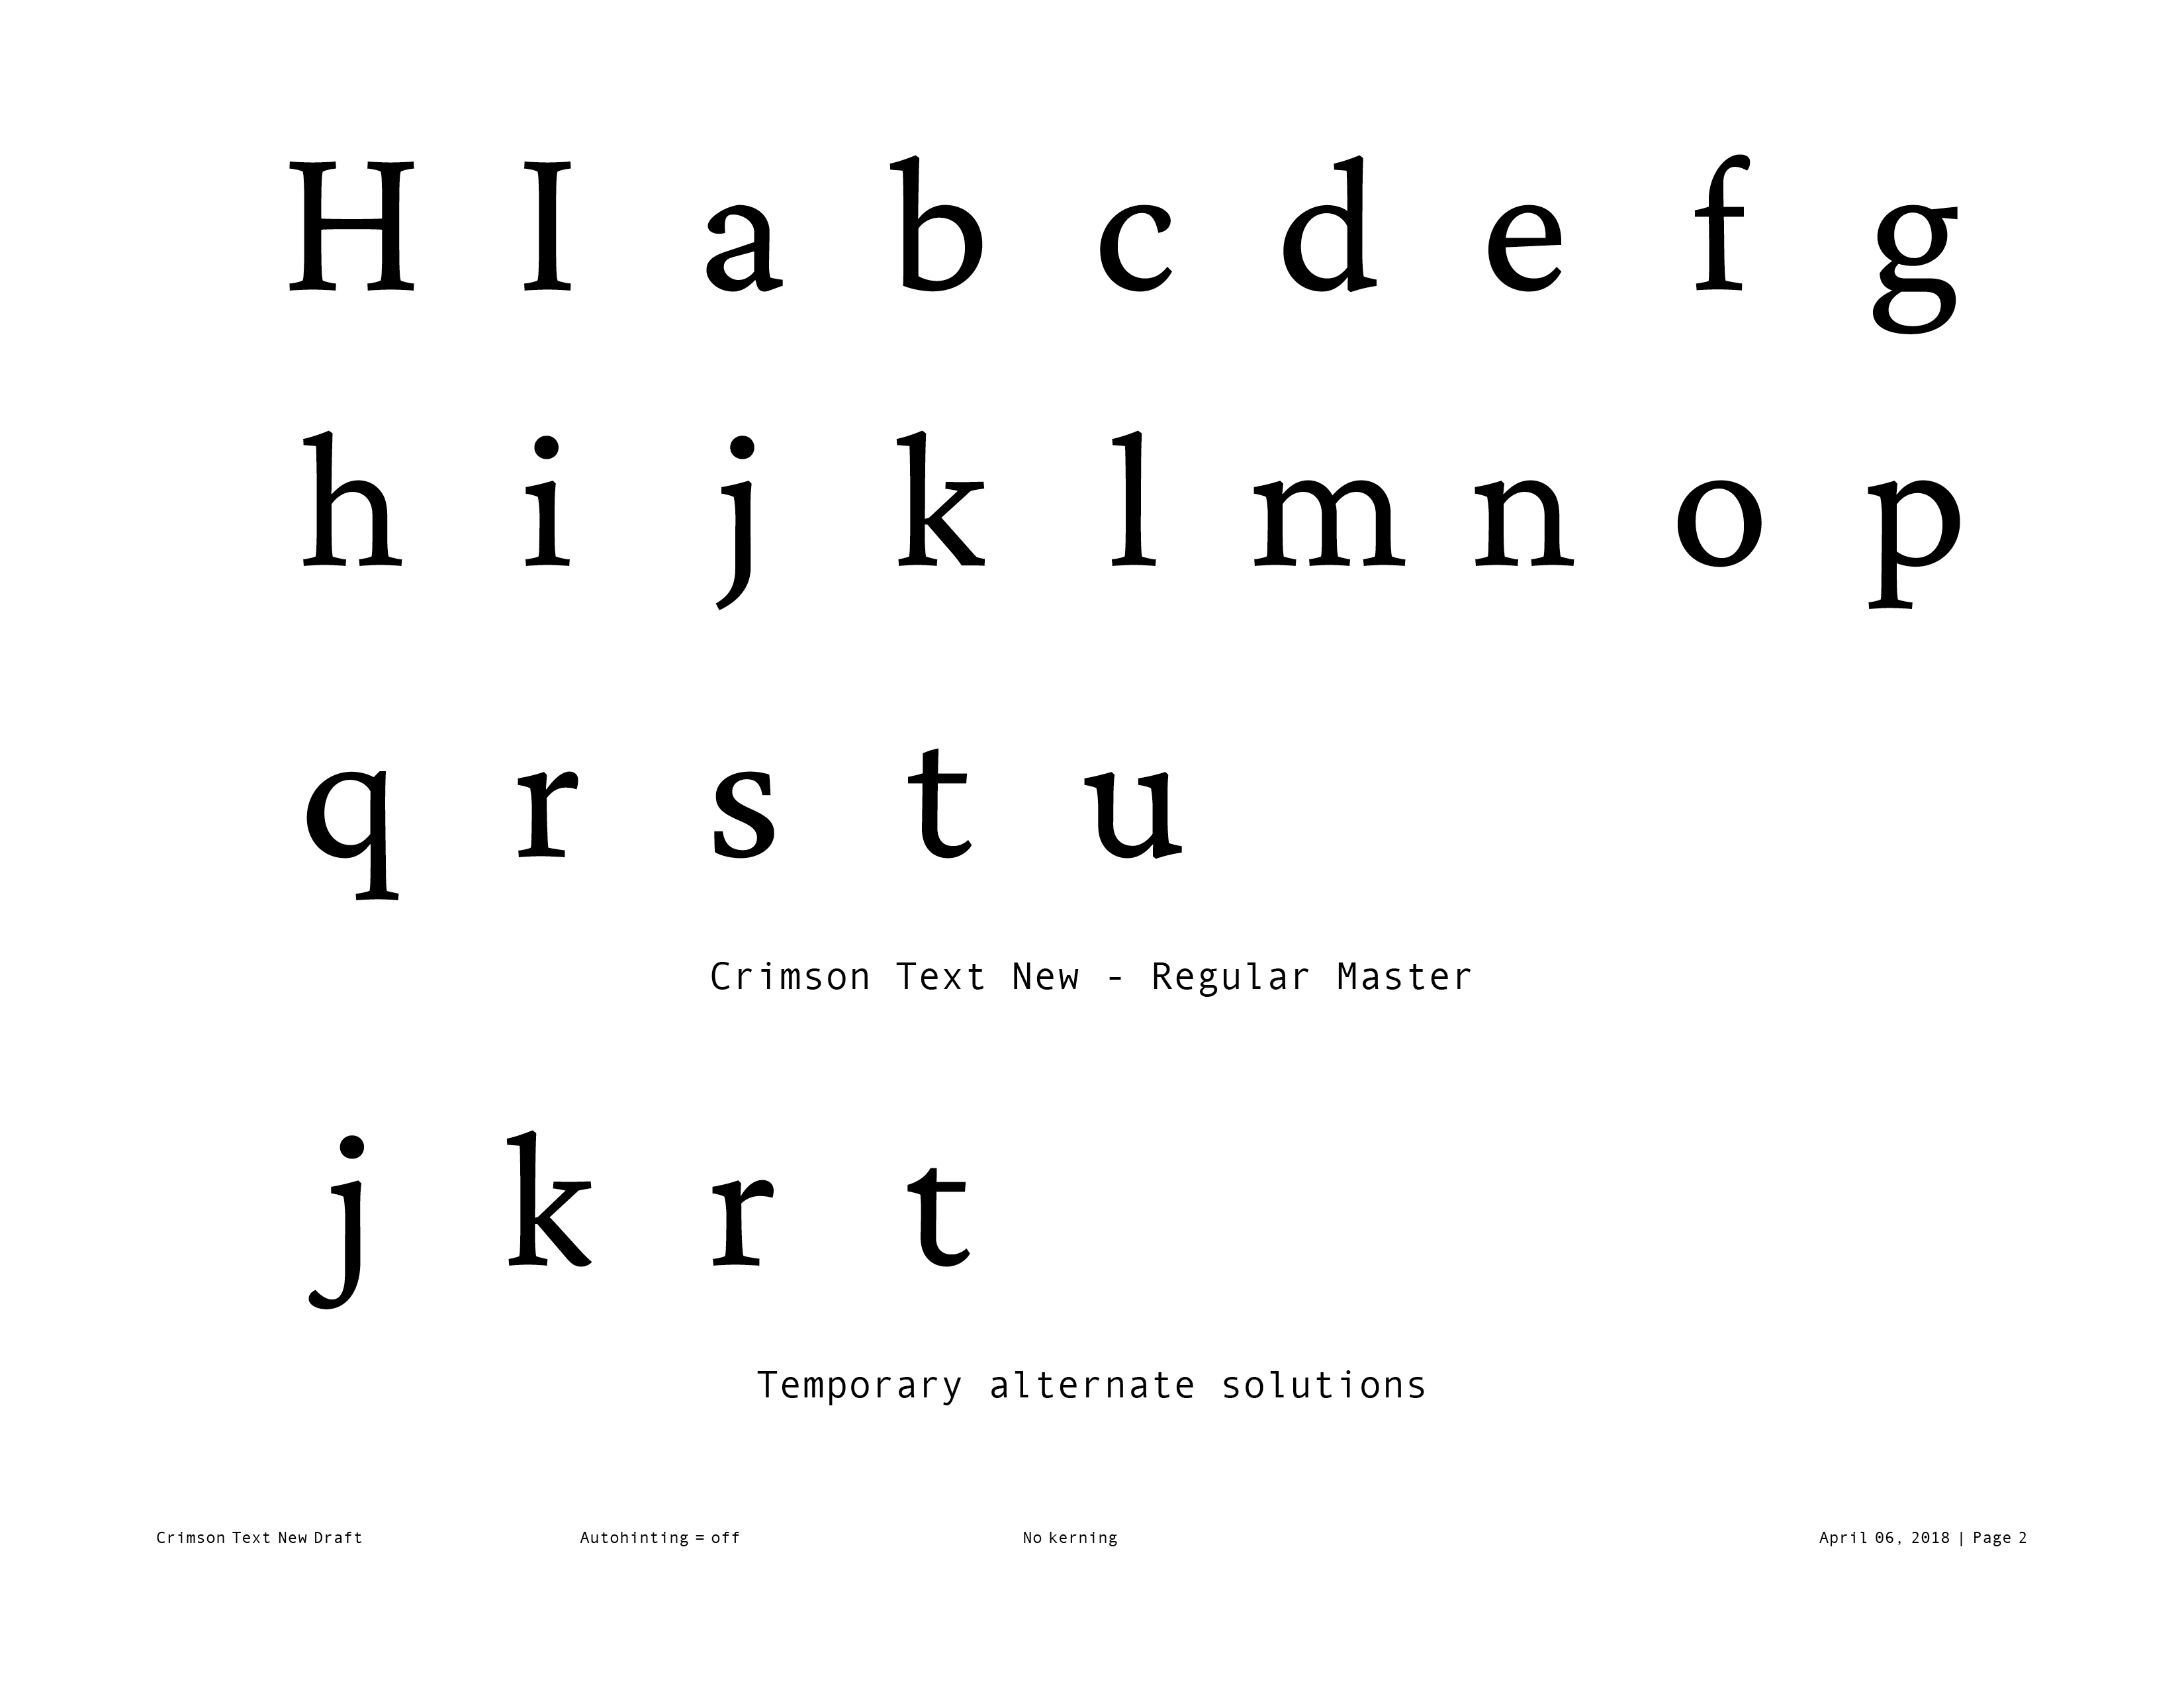 H I a b c d e f g
h i j k l m n o p
q r s t u
Crimson Text New - Regular Master
j k r t
Temporary alternate solutions
Crimson Text New Draft Autohinting = off No kerning April 06, 2018 | Page 2